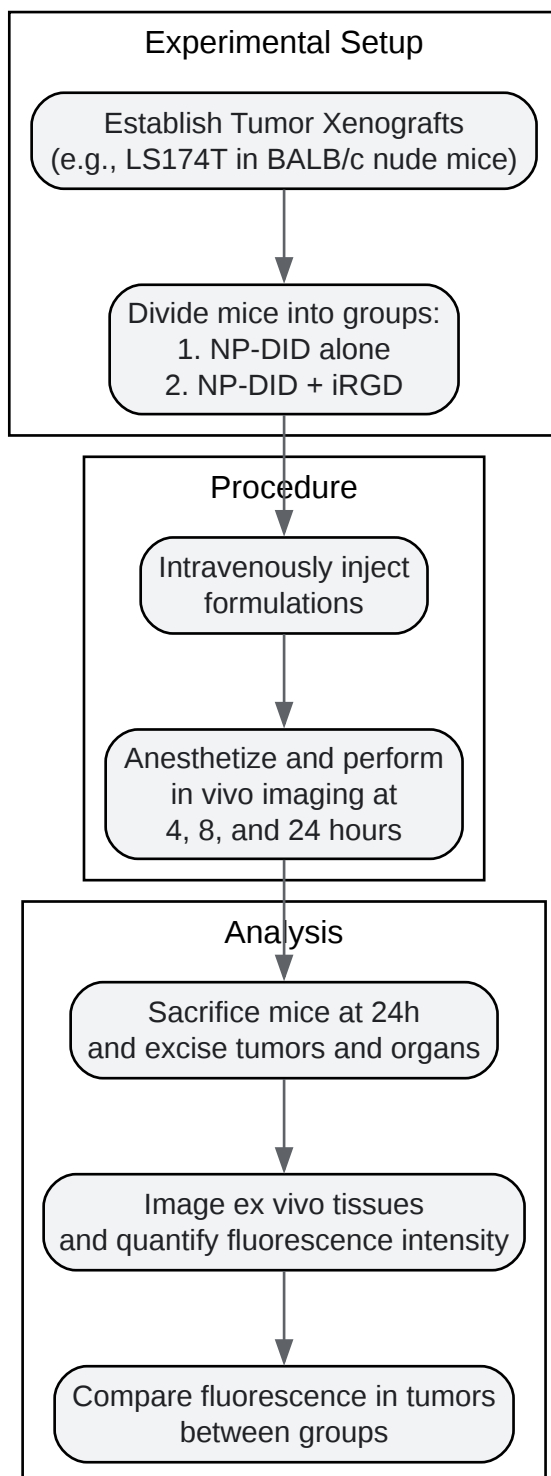 Experimental Setup
Establish Tumor Xenografts
(e.g., LS174T in BALB/c nude mice)
Divide mice into groups:
1. NP-DID alone
2. NP-DID + iRGD
Procedure
Intravenously inject
formulations
Anesthetize and perform
in vivo imaging at
4, 8, and 24 hours
Analysis
Sacrifice mice at 24h
and excise tumors and organs
Image ex vivo tissues
and quantify fluorescence intensity
Compare fluorescence in tumors
between groups